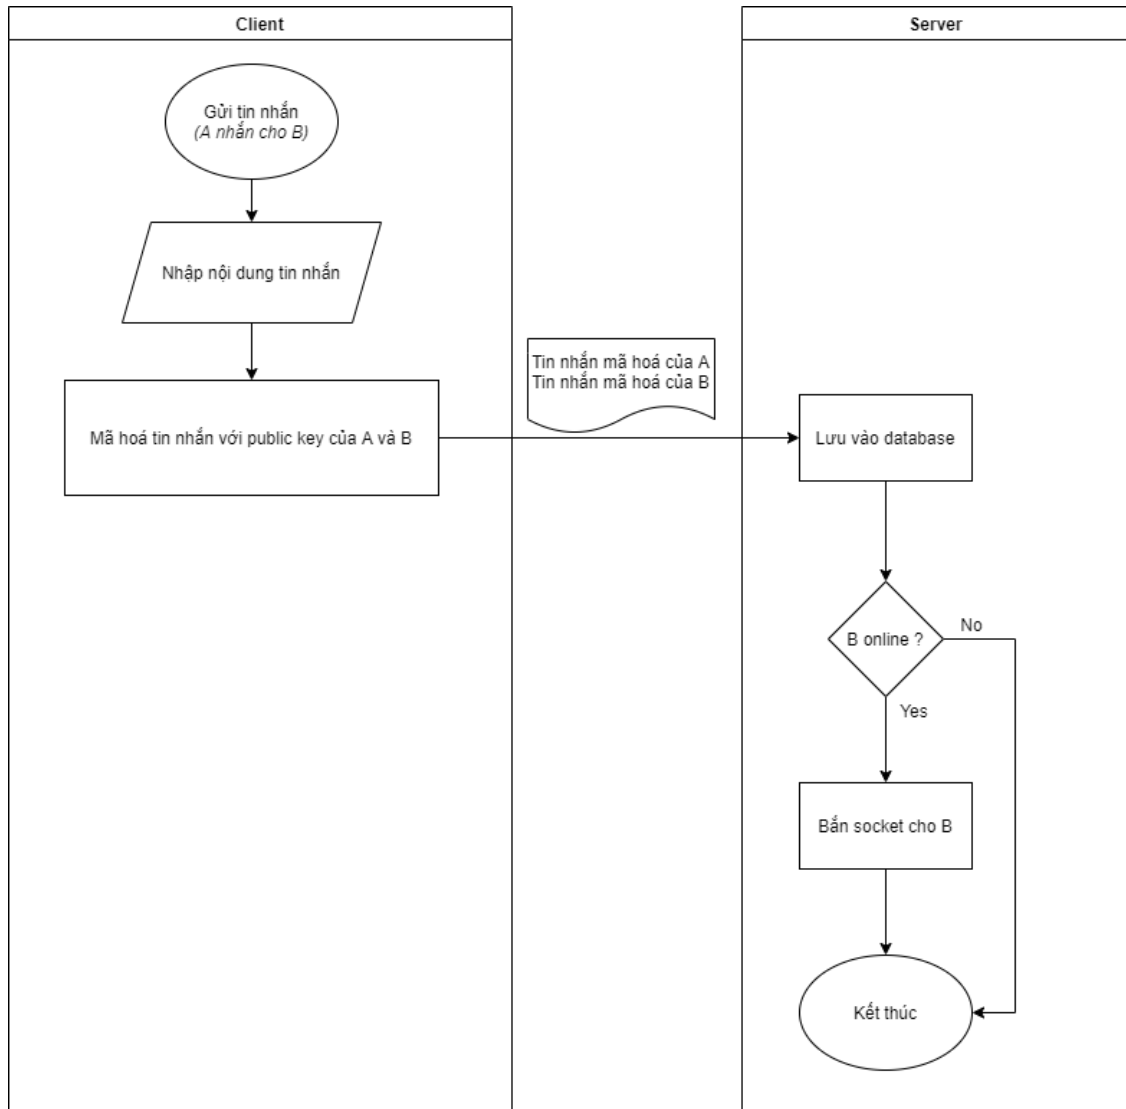 Client
Server
Gửi tin nhắn
(A nhắn cho B)
Nhập nội dung tin nhắn
Mã hoá tin nhắn với public key của A và B
Tin nhắn mã hoá của A
Tin nhắn mã hoá của B
Lưu vào database
B online ?
No
Yes
Bắn socket cho B
Kết thúc